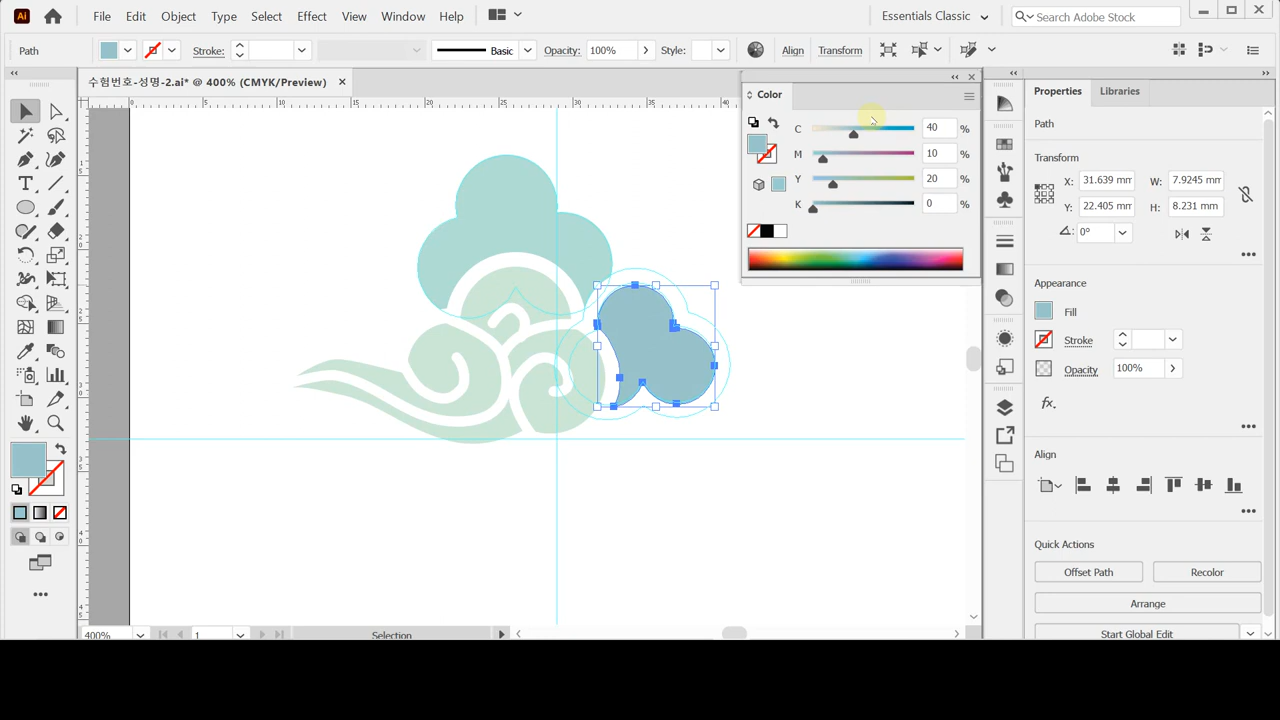 Ai File Edit Object Type Select Effect View Window Help Essentials Classic Search Adobe Stock
Path Stroke: Basic Opacity: 100% Style: Align Transform
수험번호-성명-2.ai* @ 400% (CMYK/Preview)
Color
C 40 %
M 10 %
Y 20 %
K 0 %
Properties Libraries
Path
Transform
X: 31.639 mm W: 7.9245 mm
Y: 22.405 mm H: 8.231 mm
0°
Appearance
Fill
Stroke
Opacity 100%
fx.
Align
Quick Actions
Offset Path Recolor
Arrange
Start Global Edit
400% 1 Selection